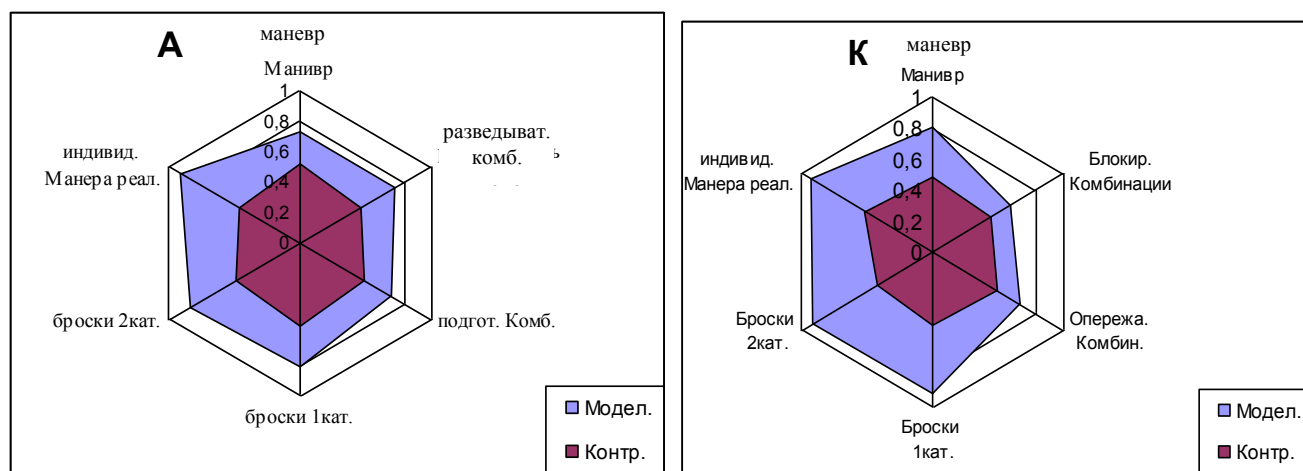 А
маневр
Манивр
1
0,8
0,6
0,4
0,2
0
разведыват.
комб.
подгот. Комб.
броски 1кат.
броски 2кат.
индивид.
Манера реал.
Модел.
Контр.
К
маневр
Манивр
1
0,8
0,6
0,4
0,2
0
Блокир.
Комбинации
Опережа.
Комбин.
Броски
1кат.
Броски
2кат.
индивид.
Манера реал.
Модел.
Контр.